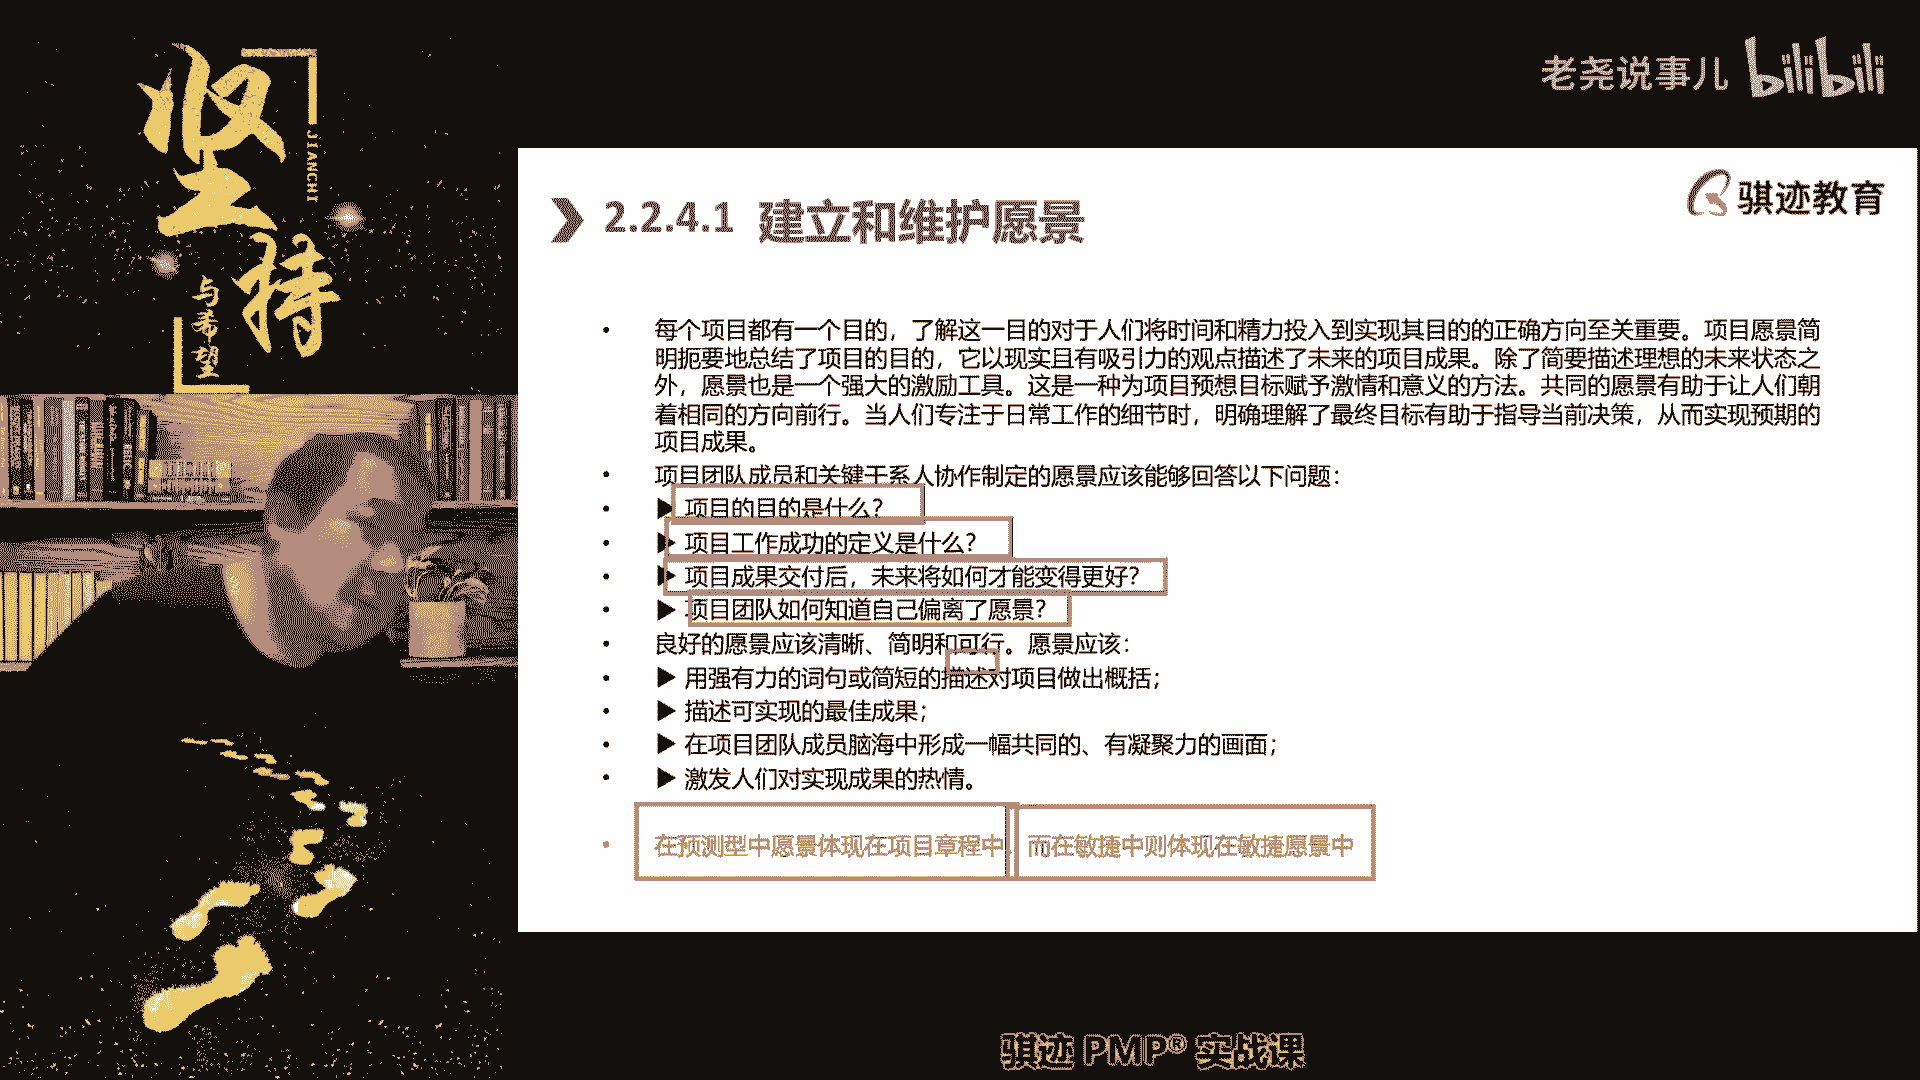 坚持
JIANCHI
与希望
老尧说事儿 bilibili
骐迹教育
2.2.4.1 建立和维护愿景
• 每个项目都有一个目的，了解这一目的对于人们将时间和精力投入到实现其目的的正确方向至关重要。项目愿景简
明扼要地总结了项目的目的，它以现实且有吸引力的观点描述了未来的项目成果。除了简要描述理想的未来状态之
外，愿景也是一个强大的激励工具。这是一种为项目预想目标赋予激情和意义的方法。共同的愿景有助于让人们朝
着相同的方向前行。当人们专注于日常工作的细节时，明确理解了最终目标有助于指导当前决策，从而实现预期的
项目成果。
• 项目团队成员和关键干系人协作制定的愿景应该能够回答以下问题：
• ▶ 项目的目的是什么？
• ▶ 项目工作成功的定义是什么？
• ▶ 项目成果交付后，未来将如何才能变得更好？
• ▶ 项目团队如何知道自己偏离了愿景？
• 良好的愿景应该清晰、简明和可行。愿景应该：
• ▶ 用强有力的词句或简短的描述对项目做出概括；
• ▶ 描述可实现的最佳成果；
• ▶ 在项目团队成员脑海中形成一幅共同的、有凝聚力的画面；
• ▶ 激发人们对实现成果的热情。
• 在预测型中愿景体现在项目章程中，而在敏捷中则体现在敏捷愿景中
骐迹 PMP® 实战课